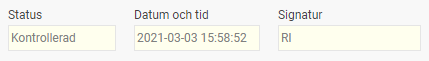 Status Datum och tid Signatur
Kontrollerad 2021-03-03 15:58:52 RI